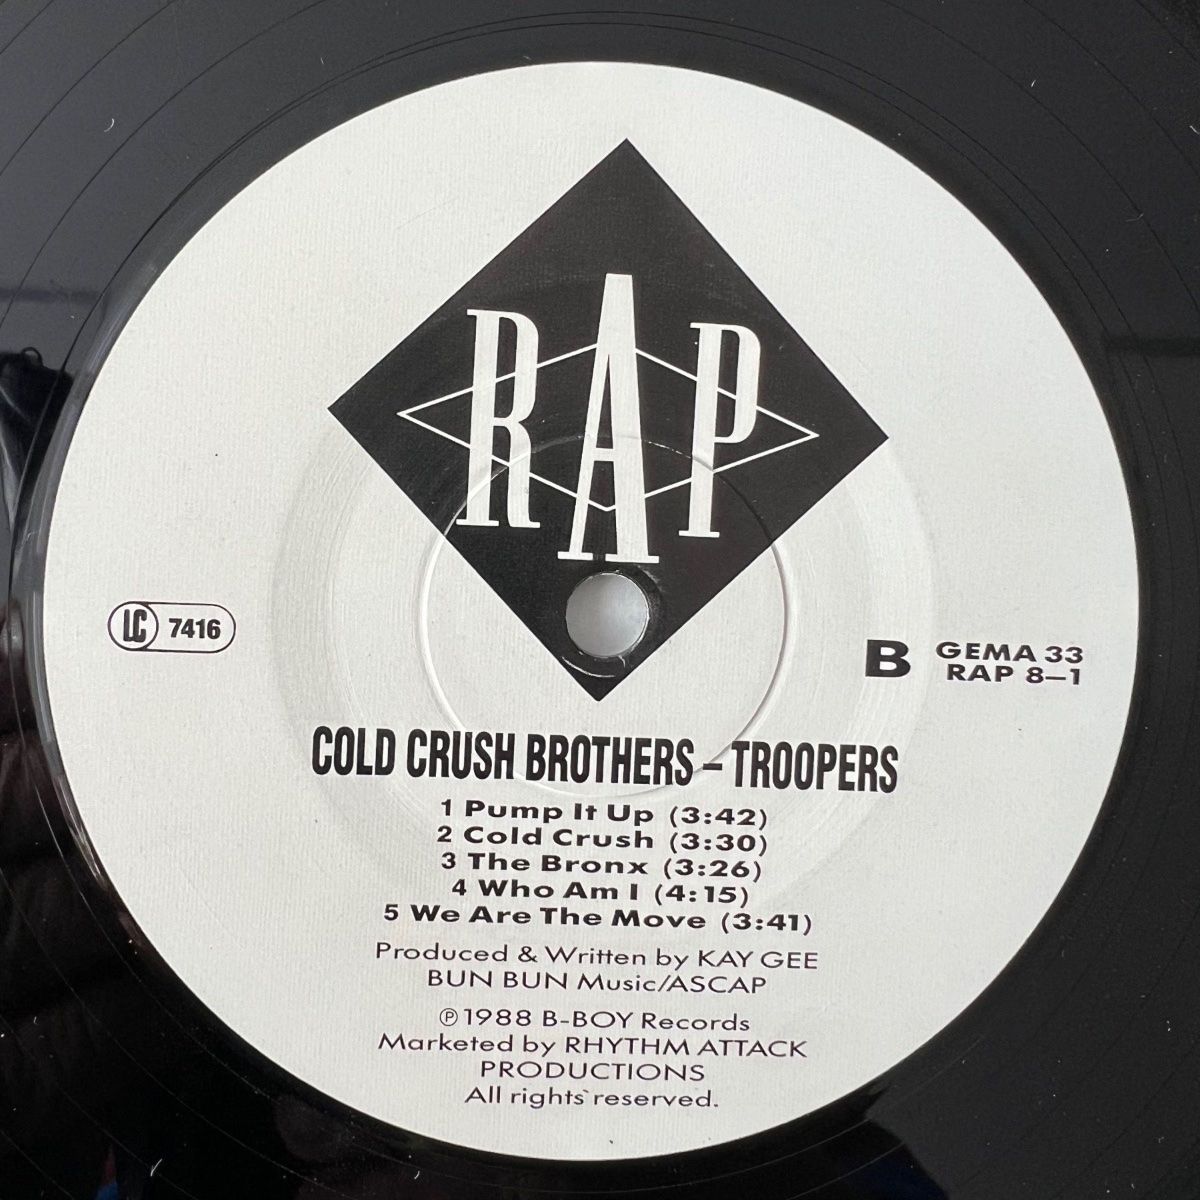 RAP
LC 7416
B GEMA 33
RAP 8–1
COLD CRUSH BROTHERS – TROOPERS
1 Pump It Up (3:42)
2 Cold Crush (3:30)
3 The Bronx (3:26)
4 Who Am I (4:15)
5 We Are The Move (3:41)
Produced & Written by KAY GEE
BUN BUN Music/ASCAP
℗ 1988 B-BOY Records
Marketed by RHYTHM ATTACK
PRODUCTIONS
All rights reserved.